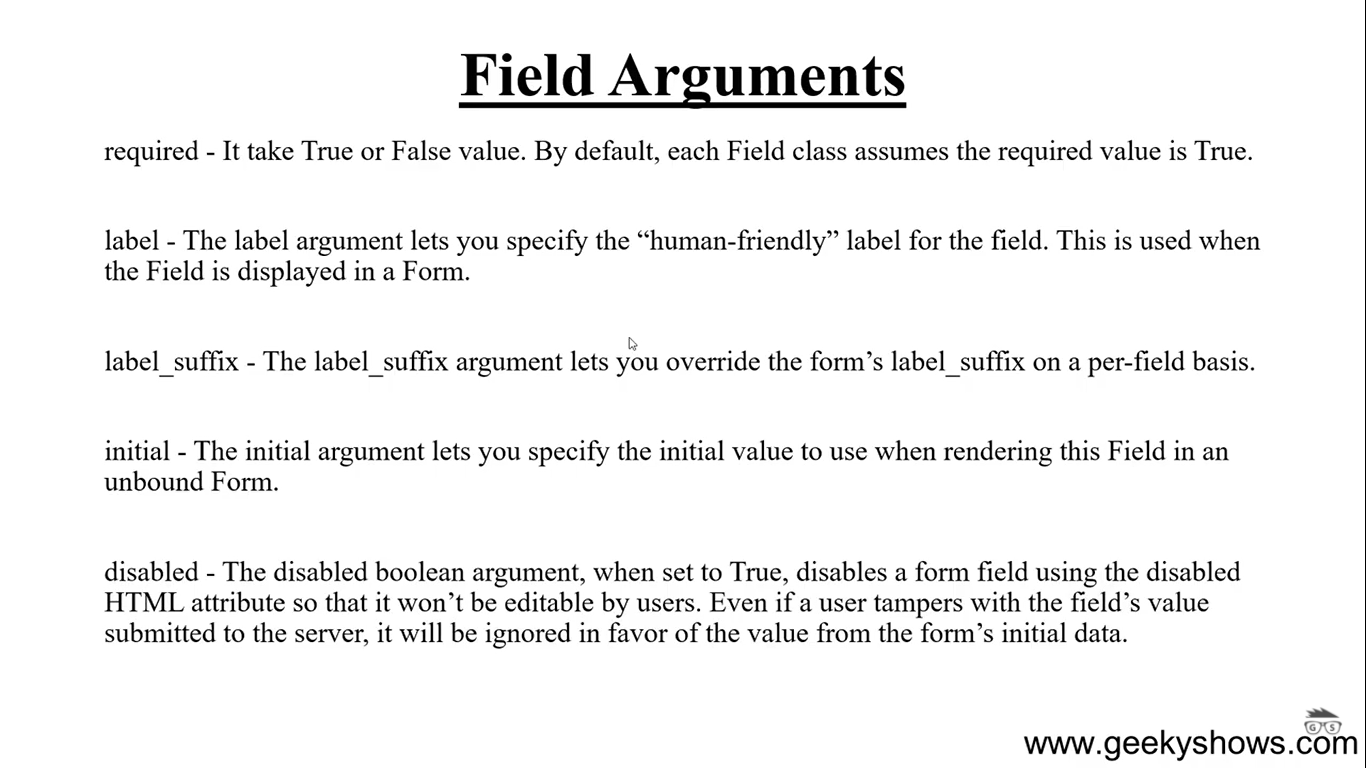 Field Arguments
required - It take True or False value. By default, each Field class assumes the required value is True.
label - The label argument lets you specify the “human-friendly” label for the field. This is used when
the Field is displayed in a Form.
label_suffix - The label_suffix argument lets you override the form’s label_suffix on a per-field basis.
initial - The initial argument lets you specify the initial value to use when rendering this Field in an
unbound Form.
disabled - The disabled boolean argument, when set to True, disables a form field using the disabled
HTML attribute so that it won’t be editable by users. Even if a user tampers with the field’s value
submitted to the server, it will be ignored in favor of the value from the form’s initial data.
G S
www.geekyshows.com